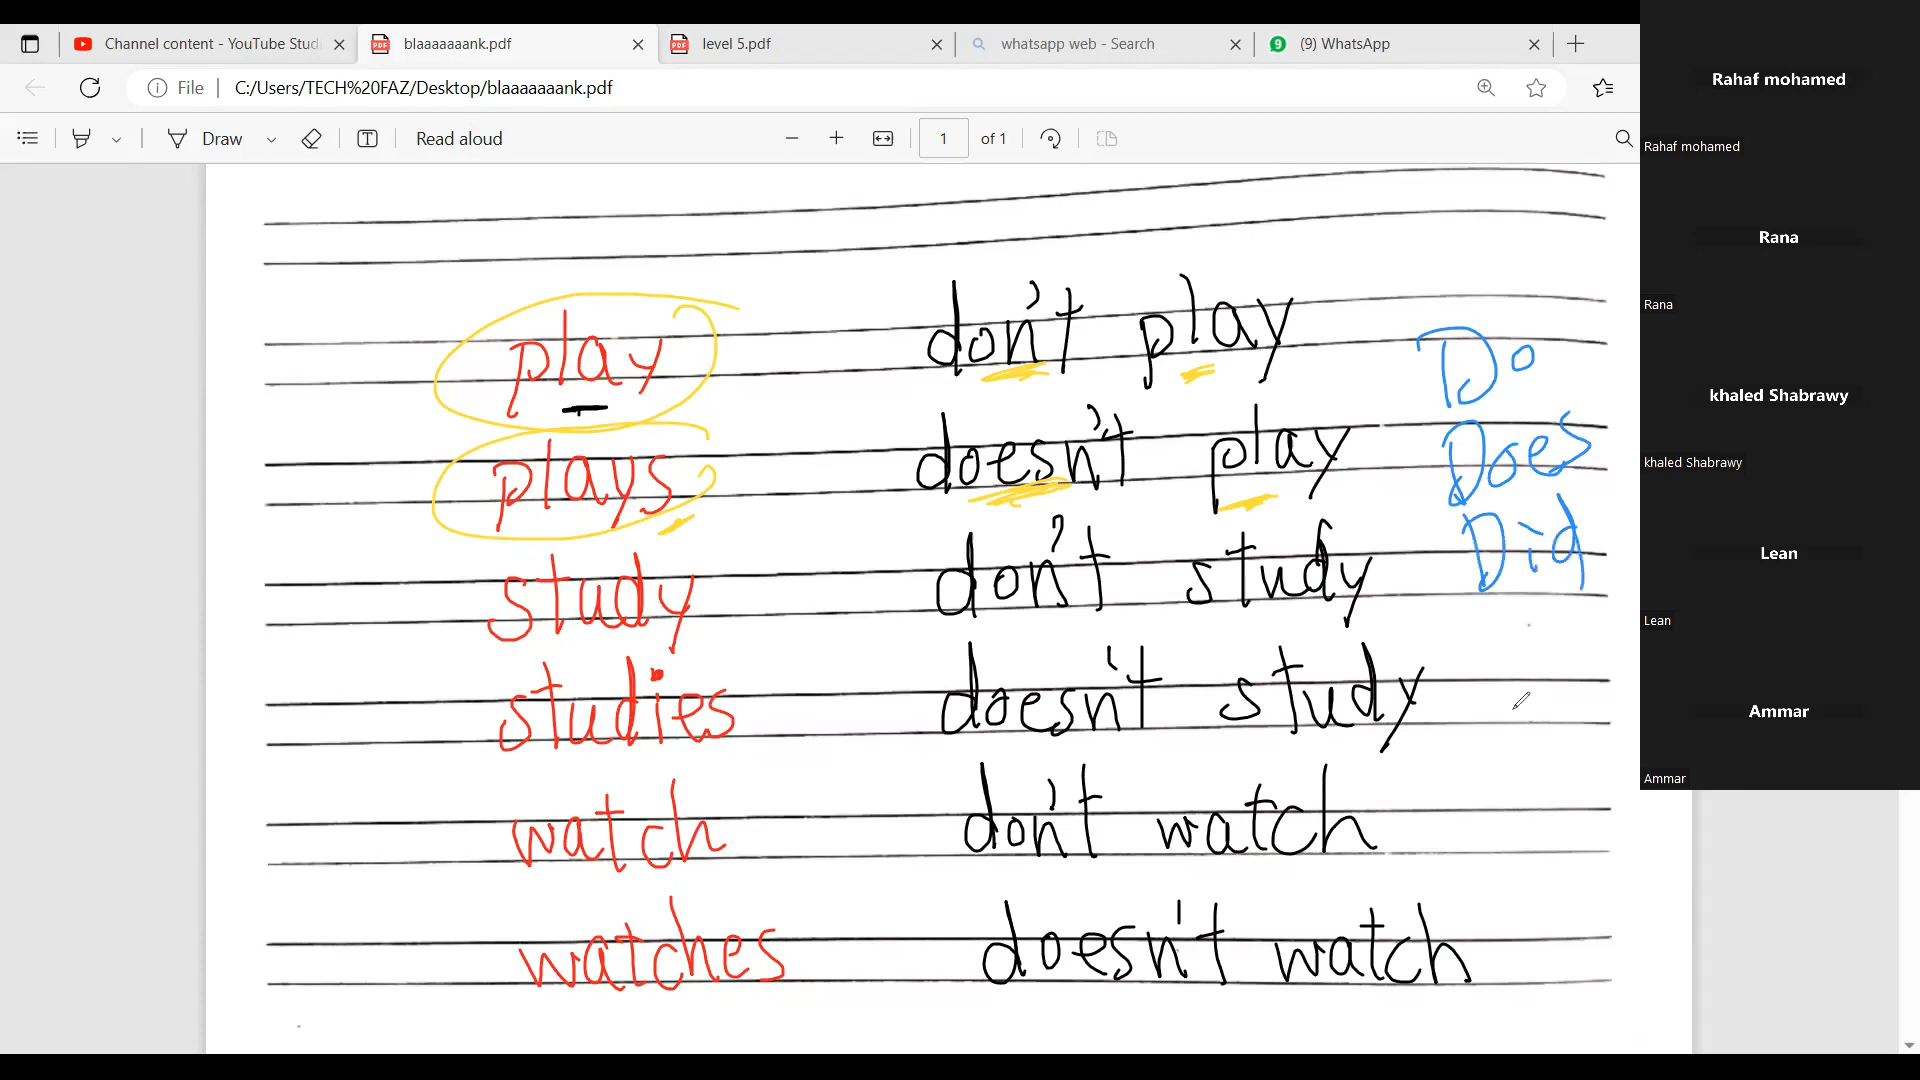 Channel content - YouTube Stud
blaaaaaaank.pdf
level 5.pdf
whatsapp web - Search
(9) WhatsApp
File
C:/Users/TECH%20FAZ/Desktop/blaaaaaaank.pdf
Draw
Read aloud
1 of 1
play don't play Do
plays doesn't play Does
study don't study Did
studies doesn't study
watch don't watch
watches doesn't watch
Rahaf mohamed
Rahaf mohamed
Rana
Rana
khaled Shabrawy
khaled Shabrawy
Lean
Lean
Ammar
Ammar